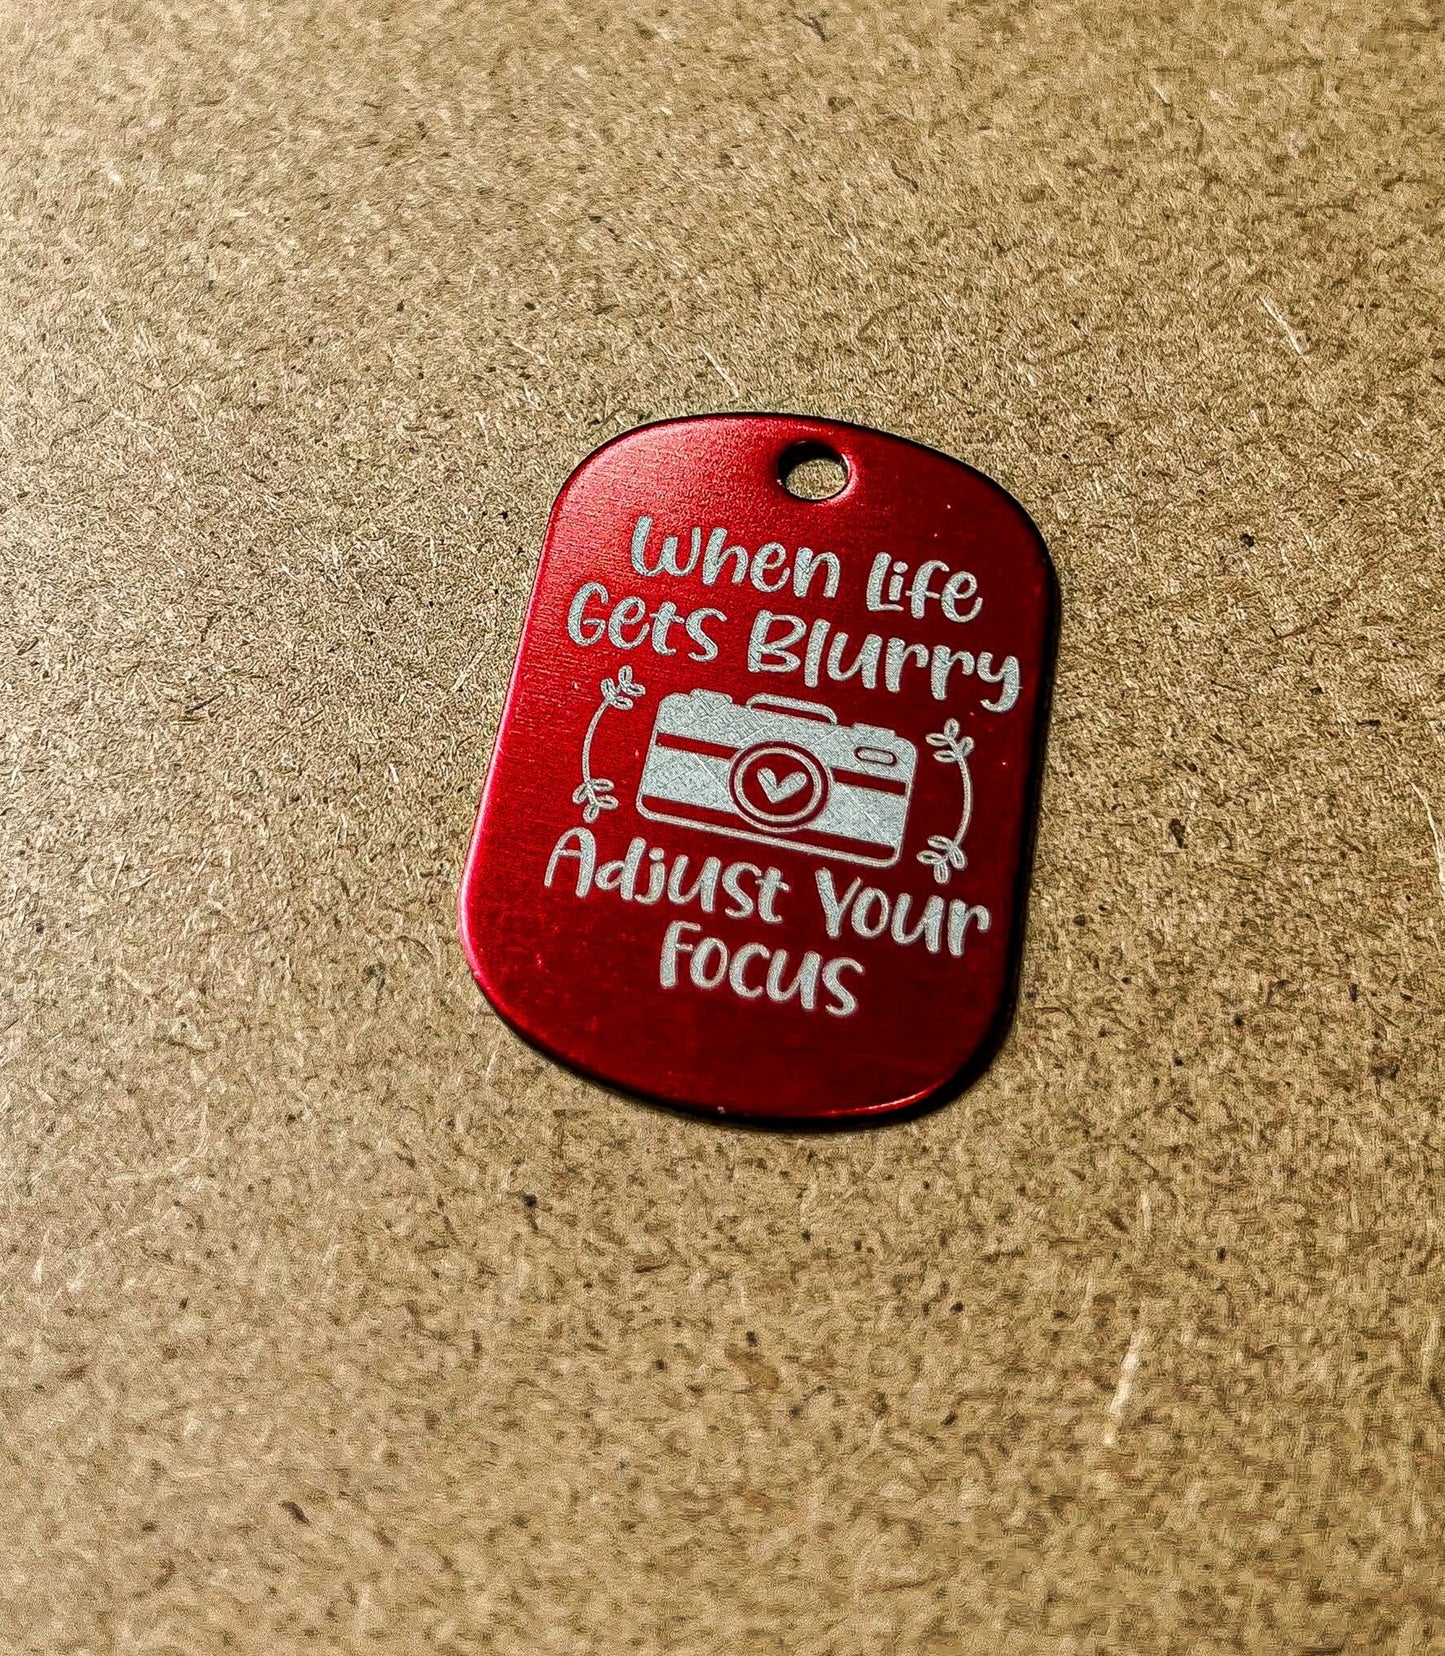 When Life
Gets Blurry
Adjust Your
Focus